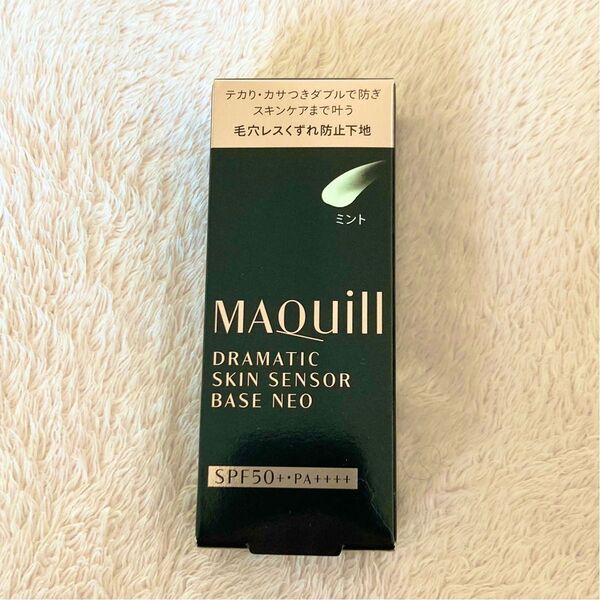 テカリ・カサつきダブルで防ぎ
スキンケアまで叶う
毛穴レスくずれ防止下地
ミント
MAQuill
DRAMATIC
SKIN SENSOR
BASE NEO
SPF50+・PA++++